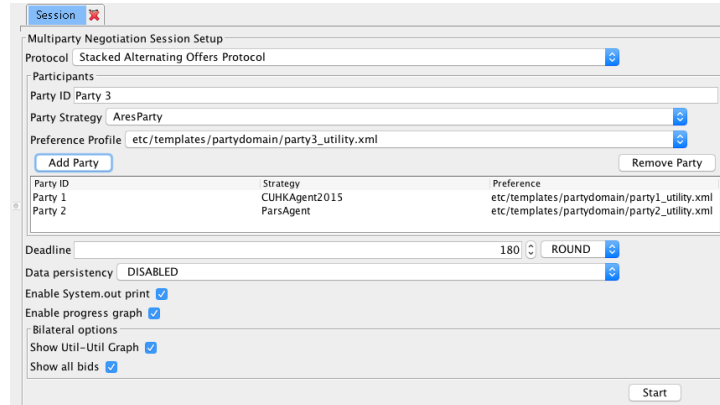 Session
Multiparty Negotiation Session Setup
Protocol Stacked Alternating Offers Protocol
Participants
Party ID Party 3
Party Strategy AresParty
Preference Profile etc/templates/partydomain/party3_utility.xml
Add Party Remove Party
Party ID Strategy Preference
Party 1 CUHKAgent2015 etc/templates/partydomain/party1_utility.xml
Party 2 ParsAgent etc/templates/partydomain/party2_utility.xml
Deadline 180 ROUND
Data persistency DISABLED
Enable System.out print
Enable progress graph
Bilateral options
Show Util-Util Graph
Show all bids
Start